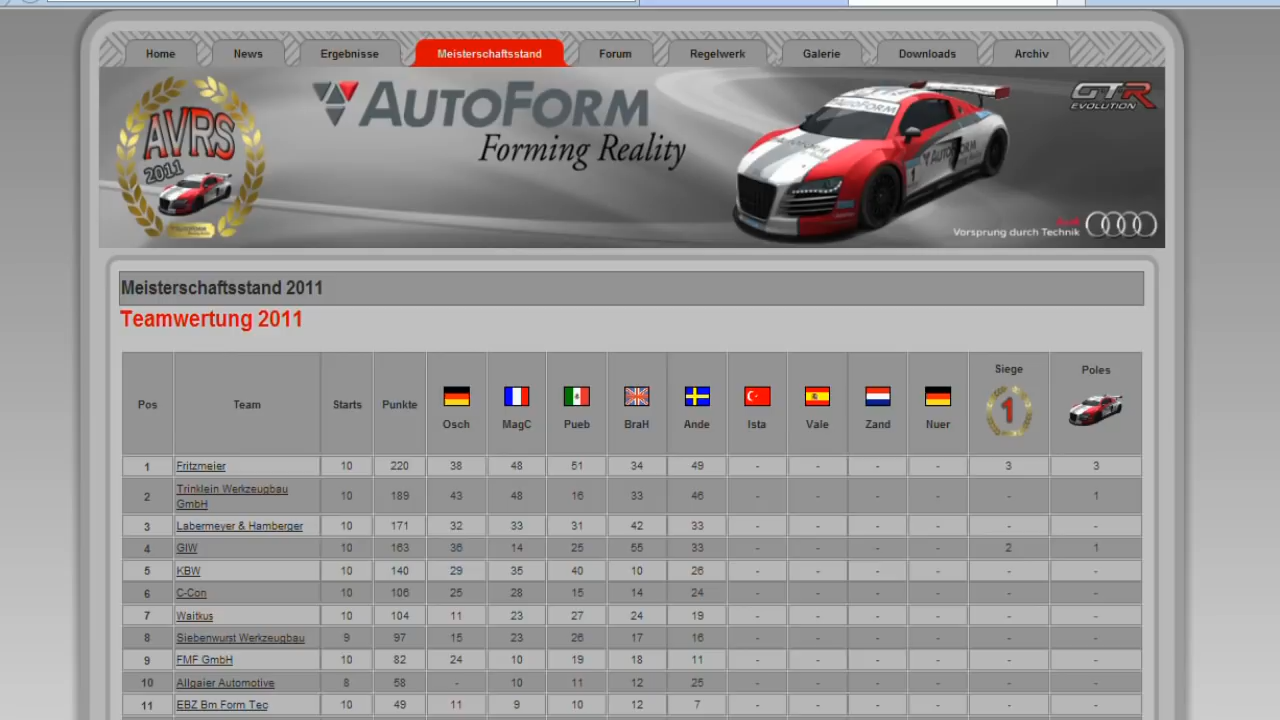 Home News Ergebnisse Meisterschaftsstand Forum Regelwerk Galerie Downloads Archiv
AVRS
2011
AUTOFORM
Forming Reality
GTR
EVOLUTION
Vorsprung durch Technik
Meisterschaftsstand 2011
Teamwertung 2011
Pos Team Starts Punkte Osch MagC Pueb BraH Ande Ista Vale Zand Nuer Siege Poles
1
1 Fritzmeier 10 220 38 48 51 34 49 - - - - 3 3
2 Trinklein Werkzeugbau GmbH 10 189 43 48 16 33 46 - - - - - 1
3 Labermeyer & Hamberger 10 171 32 33 31 42 33 - - - - - -
4 GIW 10 163 36 14 25 55 33 - - - - 2 1
5 KBW 10 140 29 35 40 10 26 - - - - - -
6 C-Con 10 106 25 28 15 14 24 - - - - - -
7 Waitkus 10 104 11 23 27 24 19 - - - - - -
8 Siebenwurst Werkzeugbau 9 97 15 23 26 17 16 - - - - - -
9 FMF GmbH 10 82 24 10 19 18 11 - - - - - -
10 Allgaier Automotive 8 58 - 10 11 12 25 - - - - - -
11 EBZ Bm Form Tec 10 49 11 9 10 12 7 - - - - - -